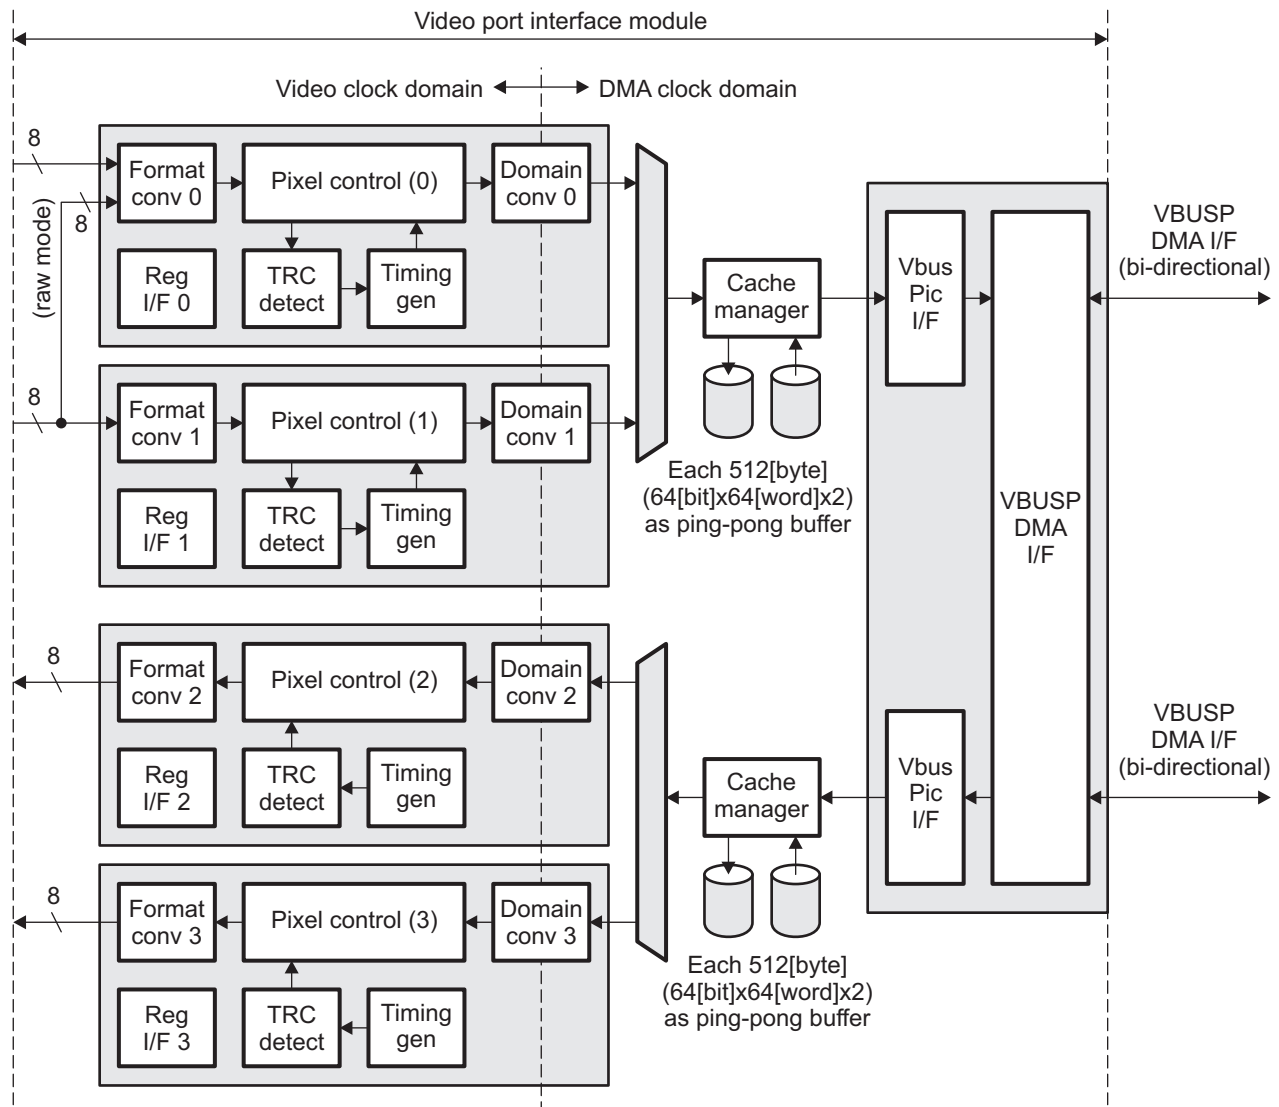 Video port interface module
Video clock domain
DMA clock domain
8
8
(raw mode)
Format
conv 0
Pixel control (0)
Domain
conv 0
Reg
I/F 0
TRC
detect
Timing
gen
8
Format
conv 1
Pixel control (1)
Domain
conv 1
Reg
I/F 1
TRC
detect
Timing
gen
Cache
manager
Each 512[byte]
(64[bit]x64[word]x2)
as ping-pong buffer
Vbus
Pic
I/F
VBUSP
DMA
I/F
VBUSP
DMA I/F
(bi-directional)
8
Format
conv 2
Pixel control (2)
Domain
conv 2
Reg
I/F 2
TRC
detect
Timing
gen
8
Format
conv 3
Pixel control (3)
Domain
conv 3
Reg
I/F 3
TRC
detect
Timing
gen
Cache
manager
Each 512[byte]
(64[bit]x64[word]x2)
as ping-pong buffer
Vbus
Pic
I/F
VBUSP
DMA I/F
(bi-directional)